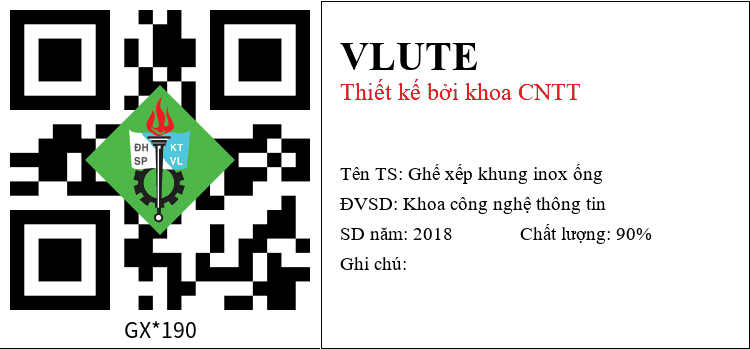 ĐH KT
SP VL
GX*190
VLUTE
Thiết kế bởi khoa CNTT
Tên TS: Ghế xếp khung inox ống
ĐVSD: Khoa công nghệ thông tin
SD năm: 2018 Chất lượng: 90%
Ghi chú: